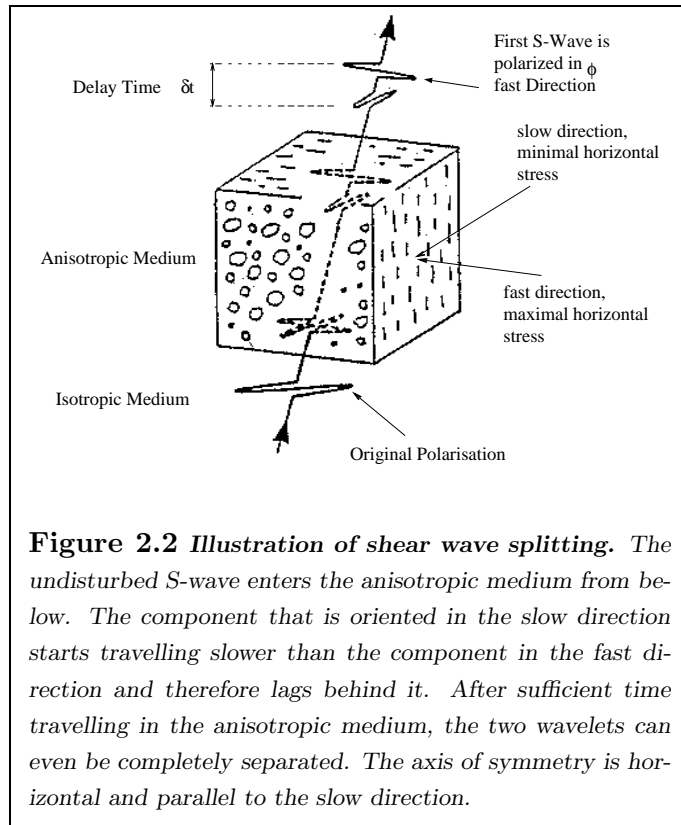 First S-Wave is
polarized in ϕ
fast Direction
Delay Time δt
slow direction,
minimal horizontal
stress
Anisotropic Medium
fast direction,
maximal horizontal
stress
Isotropic Medium
Original Polarisation
Figure 2.2 Illustration of shear wave splitting. The
undisturbed S-wave enters the anisotropic medium from be-
low. The component that is oriented in the slow direction
starts travelling slower than the component in the fast di-
rection and therefore lags behind it. After sufficient time
travelling in the anisotropic medium, the two wavelets can
even be completely separated. The axis of symmetry is hor-
izontal and parallel to the slow direction.